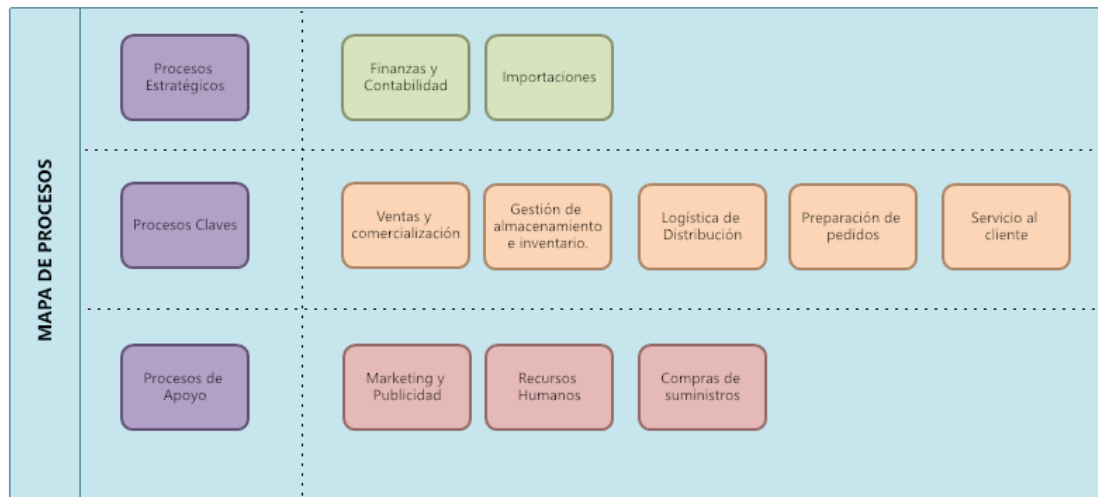 MAPA DE PROCESOS
Procesos
Estratégicos
Finanzas y
Contabilidad
Importaciones
Procesos Claves
Ventas y
comercialización
Gestión de
almacenamiento
e inventario.
Logística de
Distribución
Preparación de
pedidos
Servicio al
cliente
Procesos de
Apoyo
Marketing y
Publicidad
Recursos
Humanos
Compras de
suministros